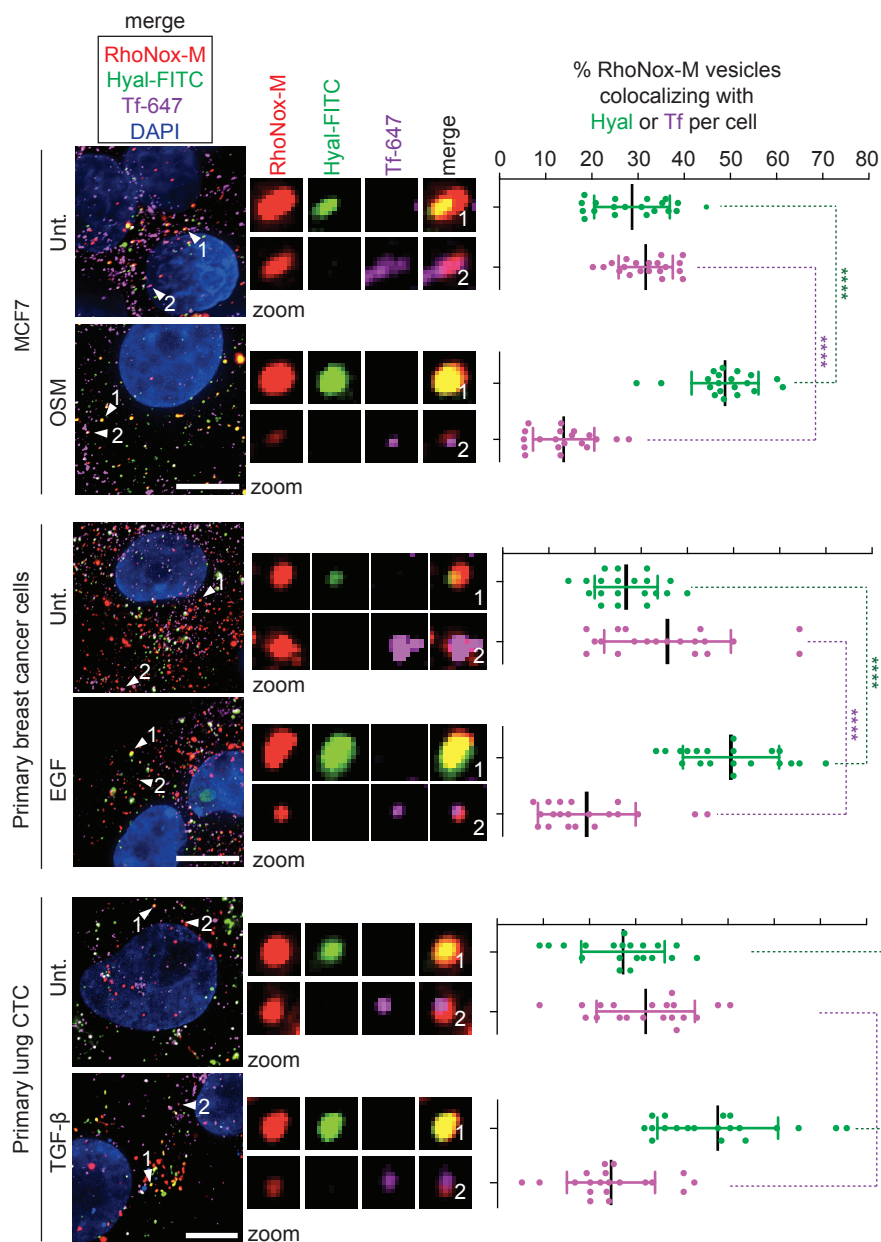 merge
RhoNox-M
Hyal-FITC
Tf-647
DAPI
RhoNox-M
Hyal-FITC
Tf-647
merge
% RhoNox-M vesicles
colocalizing with
Hyal or Tf per cell
0 10 20 30 40 50 60 70 80
MCF7
Unt.
1
2
1
2
zoom
****
****
OSM
1
2
1
2
zoom
Primary breast cancer cells
Unt.
1
2
1
2
zoom
****
****
EGF
1
2
1
2
zoom
Primary lung CTC
Unt.
1
2
1
2
zoom
TGF-β
2
1
1
2
zoom